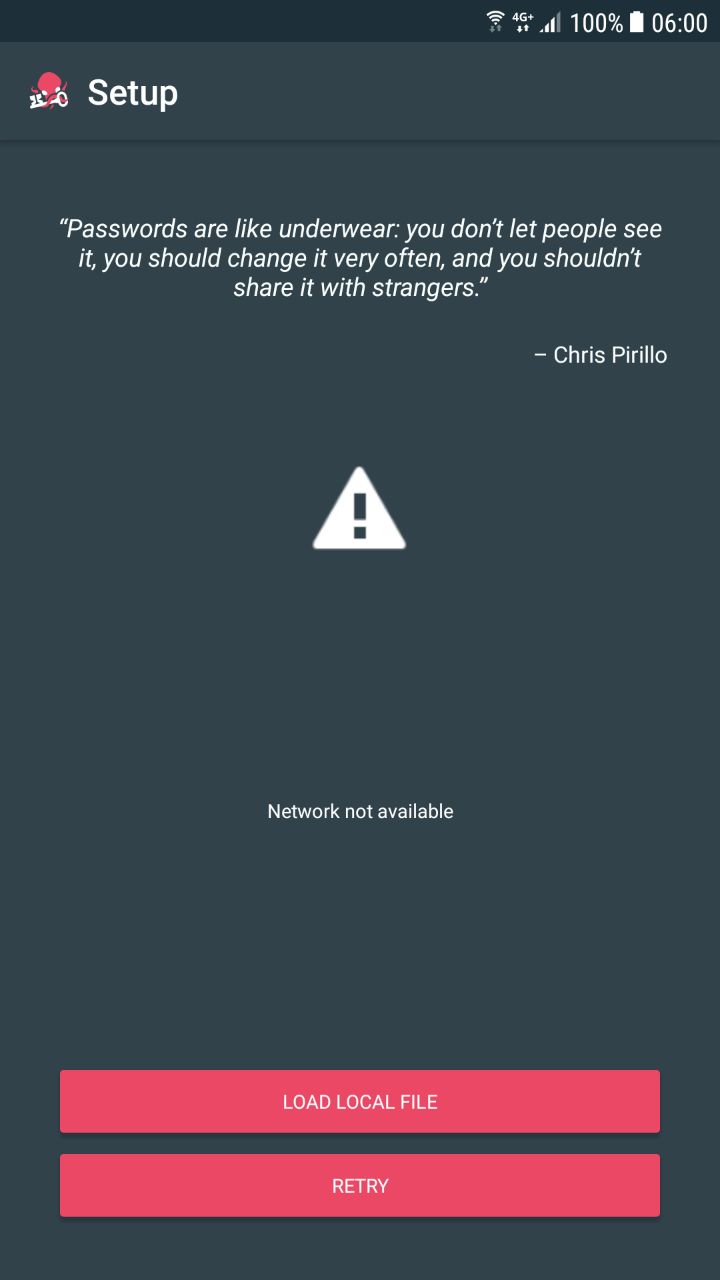 4G+ 100% 06:00
Setup
“Passwords are like underwear: you don’t let people see
it, you should change it very often, and you shouldn’t
share it with strangers.”
– Chris Pirillo
Network not available
LOAD LOCAL FILE
RETRY